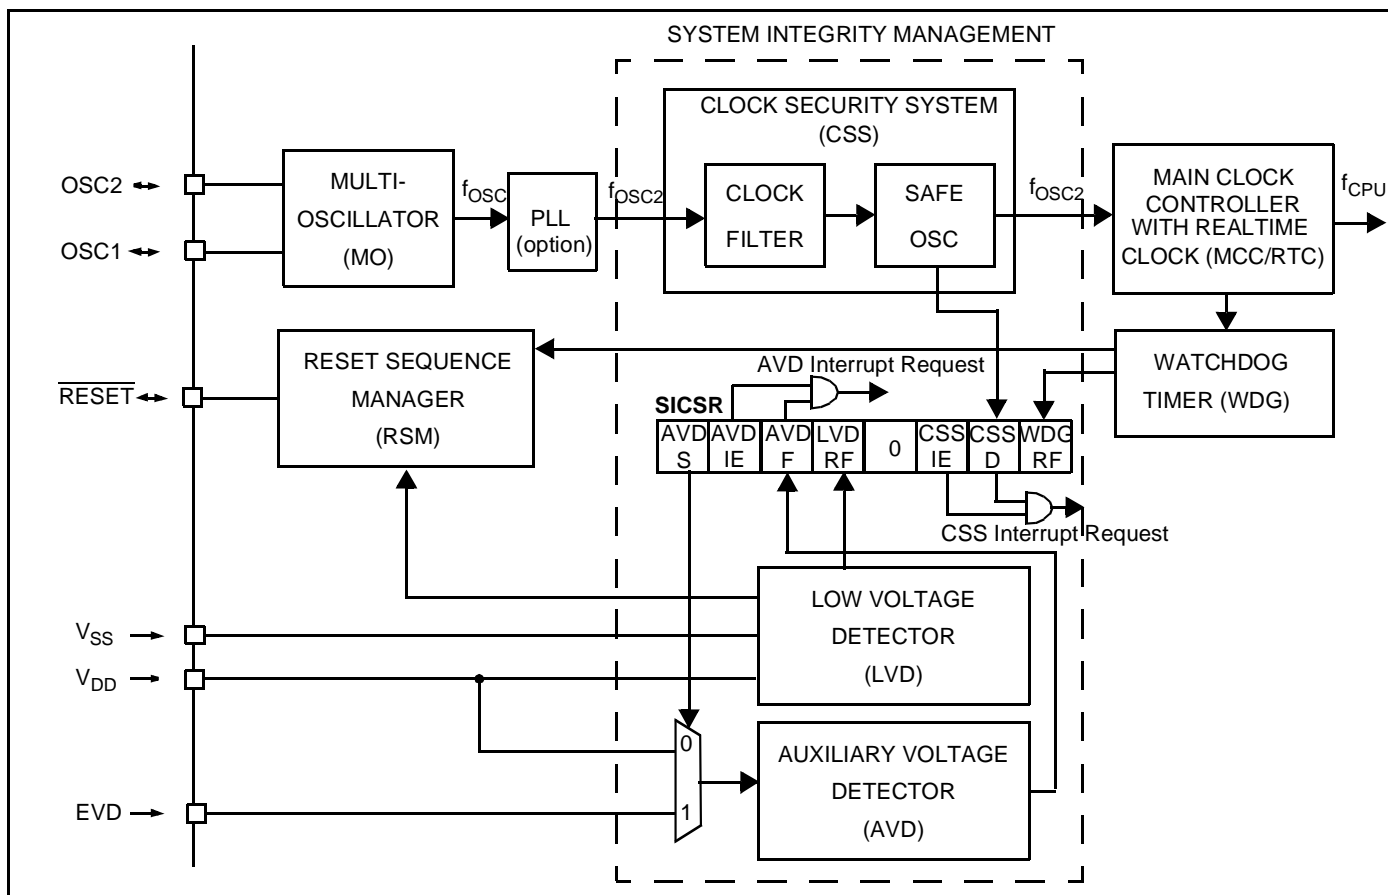 SYSTEM INTEGRITY MANAGEMENT
CLOCK SECURITY SYSTEM
(CSS)
OSC2
OSC1
MULTI-
OSCILLATOR
(MO)
fOSC
PLL
(option)
fOSC2
CLOCK
FILTER
SAFE
OSC
fOSC2
MAIN CLOCK
CONTROLLER
WITH REALTIME
CLOCK (MCC/RTC)
fCPU
RESET
RESET SEQUENCE
MANAGER
(RSM)
AVD Interrupt Request
WATCHDOG
TIMER (WDG)
SICSR
AVD
S
AVD
IE
AVD
F
LVD
RF
0
CSS
IE
CSS
D
WDG
RF
CSS Interrupt Request
VSS
VDD
LOW VOLTAGE
DETECTOR
(LVD)
0
1
EVD
AUXILIARY VOLTAGE
DETECTOR
(AVD)